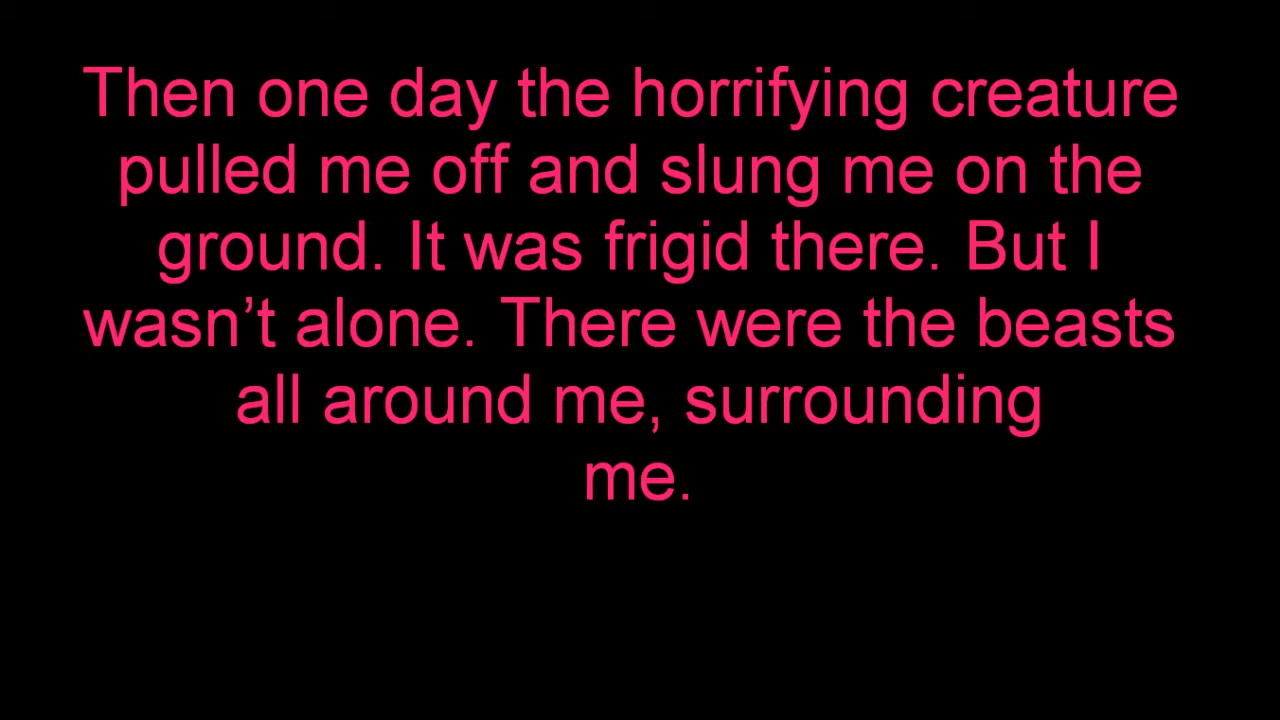 Then one day the horrifying creature
pulled me off and slung me on the
ground. It was frigid there. But I
wasn’t alone. There were the beasts
all around me, surrounding
me.